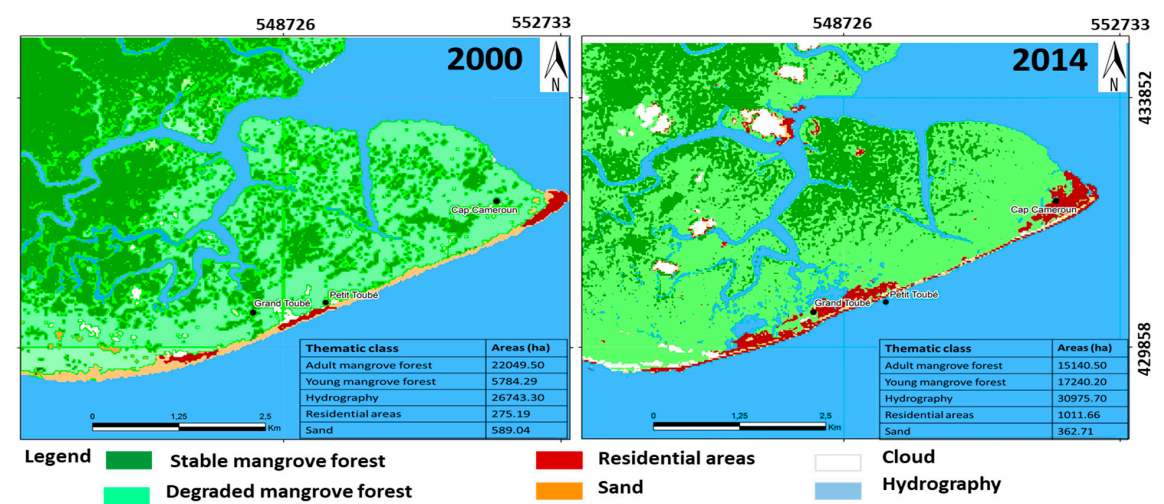 548726 552733 548726 552733
2000 N 2014 N
433852
Cap Cameroun Cap Cameroun
Grand Toubé Petit Toubé Grand Toubé Petit Toubé
429858
Thematic class Areas (ha)
Adult mangrove forest 22049.50
Young mangrove forest 5784.29
Hydrography 26743.30
Residential areas 275.19
Sand 589.04
0 1,25 2,5
Km
Thematic class Areas (ha)
Adult mangrove forest 15140.50
Young mangrove forest 17240.20
Hydrography 30975.70
Residential areas 1011.66
Sand 362.71
0 1,25 2,5
Km
Legend Stable mangrove forest Residential areas Cloud
Degraded mangrove forest Sand Hydrography